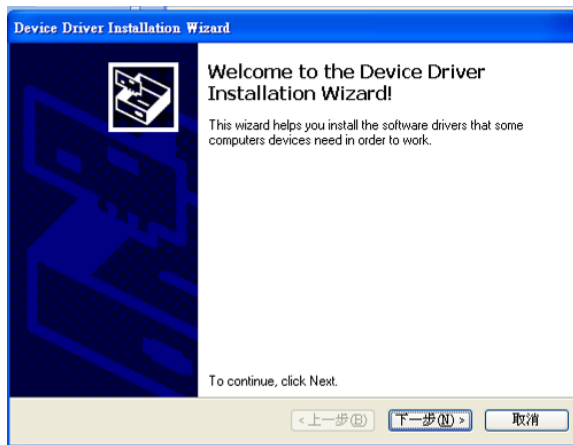 Device Driver Installation Wizard
Welcome to the Device Driver
Installation Wizard!
This wizard helps you install the software drivers that some
computers devices need in order to work.
To continue, click Next.
<上一步(B) 下一步(N)> 取消